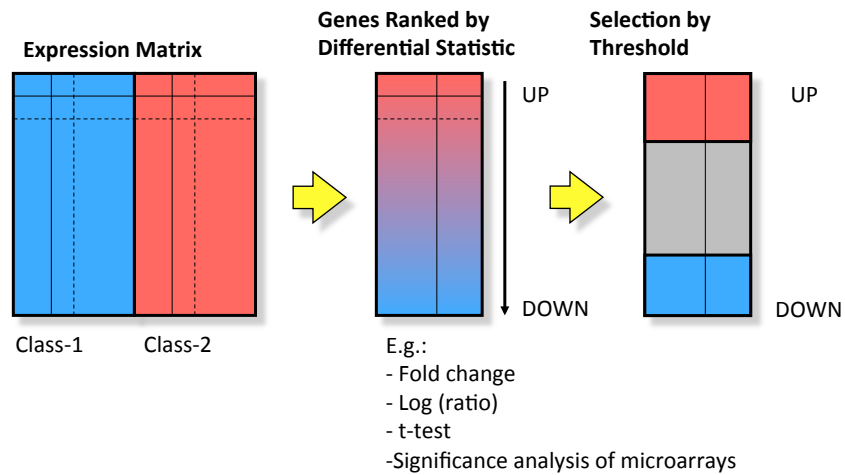 Expression Matrix
Genes Ranked by
Differential Statistic
Selection by
Threshold
UP
DOWN
UP
DOWN
Class-1
Class-2
E.g.:
- Fold change
- Log (ratio)
- t-test
-Significance analysis of microarrays